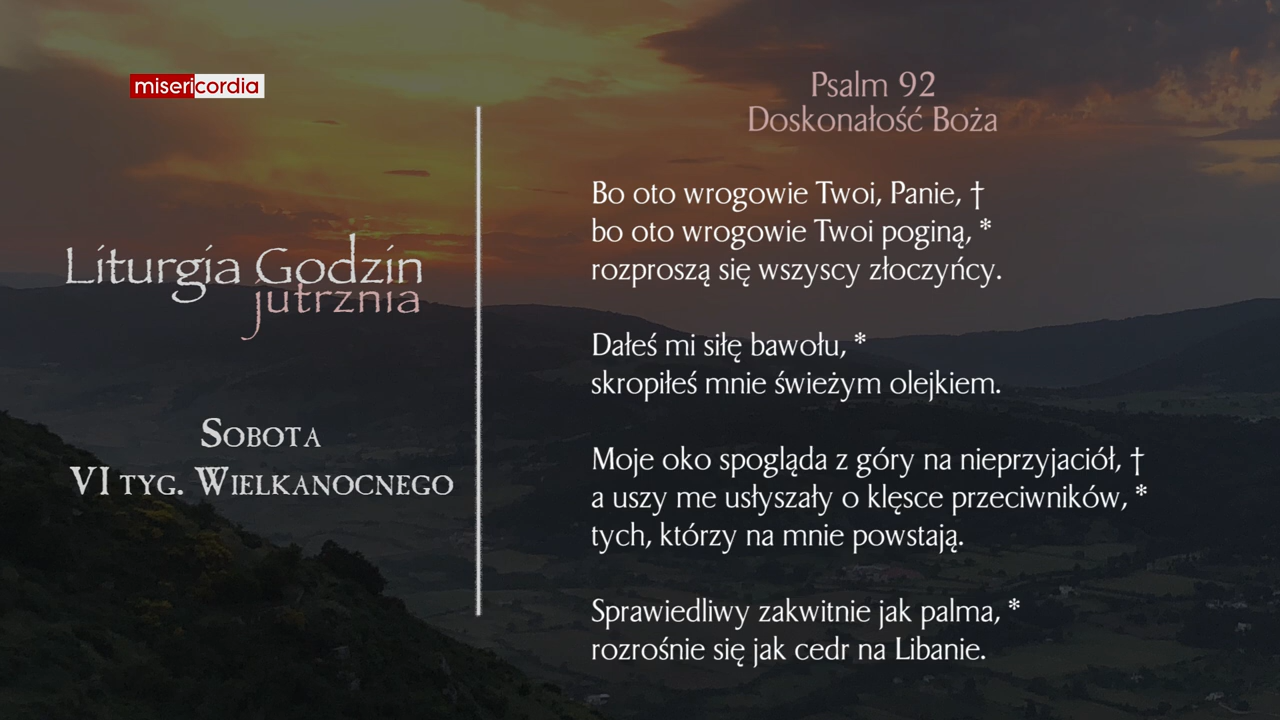 misericordia
Liturgia Godzin
jutrznia
Sobota
VI tyg. Wielkanocnego
Psalm 92
Doskonałość Boża
Bo oto wrogowie Twoi, Panie, †
bo oto wrogowie Twoi poginą, *
rozproszą się wszyscy złoczyńcy.
Dałeś mi siłę bawołu, *
skropiłeś mnie świeżym olejkiem.
Moje oko spogląda z góry na nieprzyjaciół, †
a uszy me usłyszały o klęsce przeciwników, *
tych, którzy na mnie powstają.
Sprawiedliwy zakwitnie jak palma, *
rozrośnie się jak cedr na Libanie.